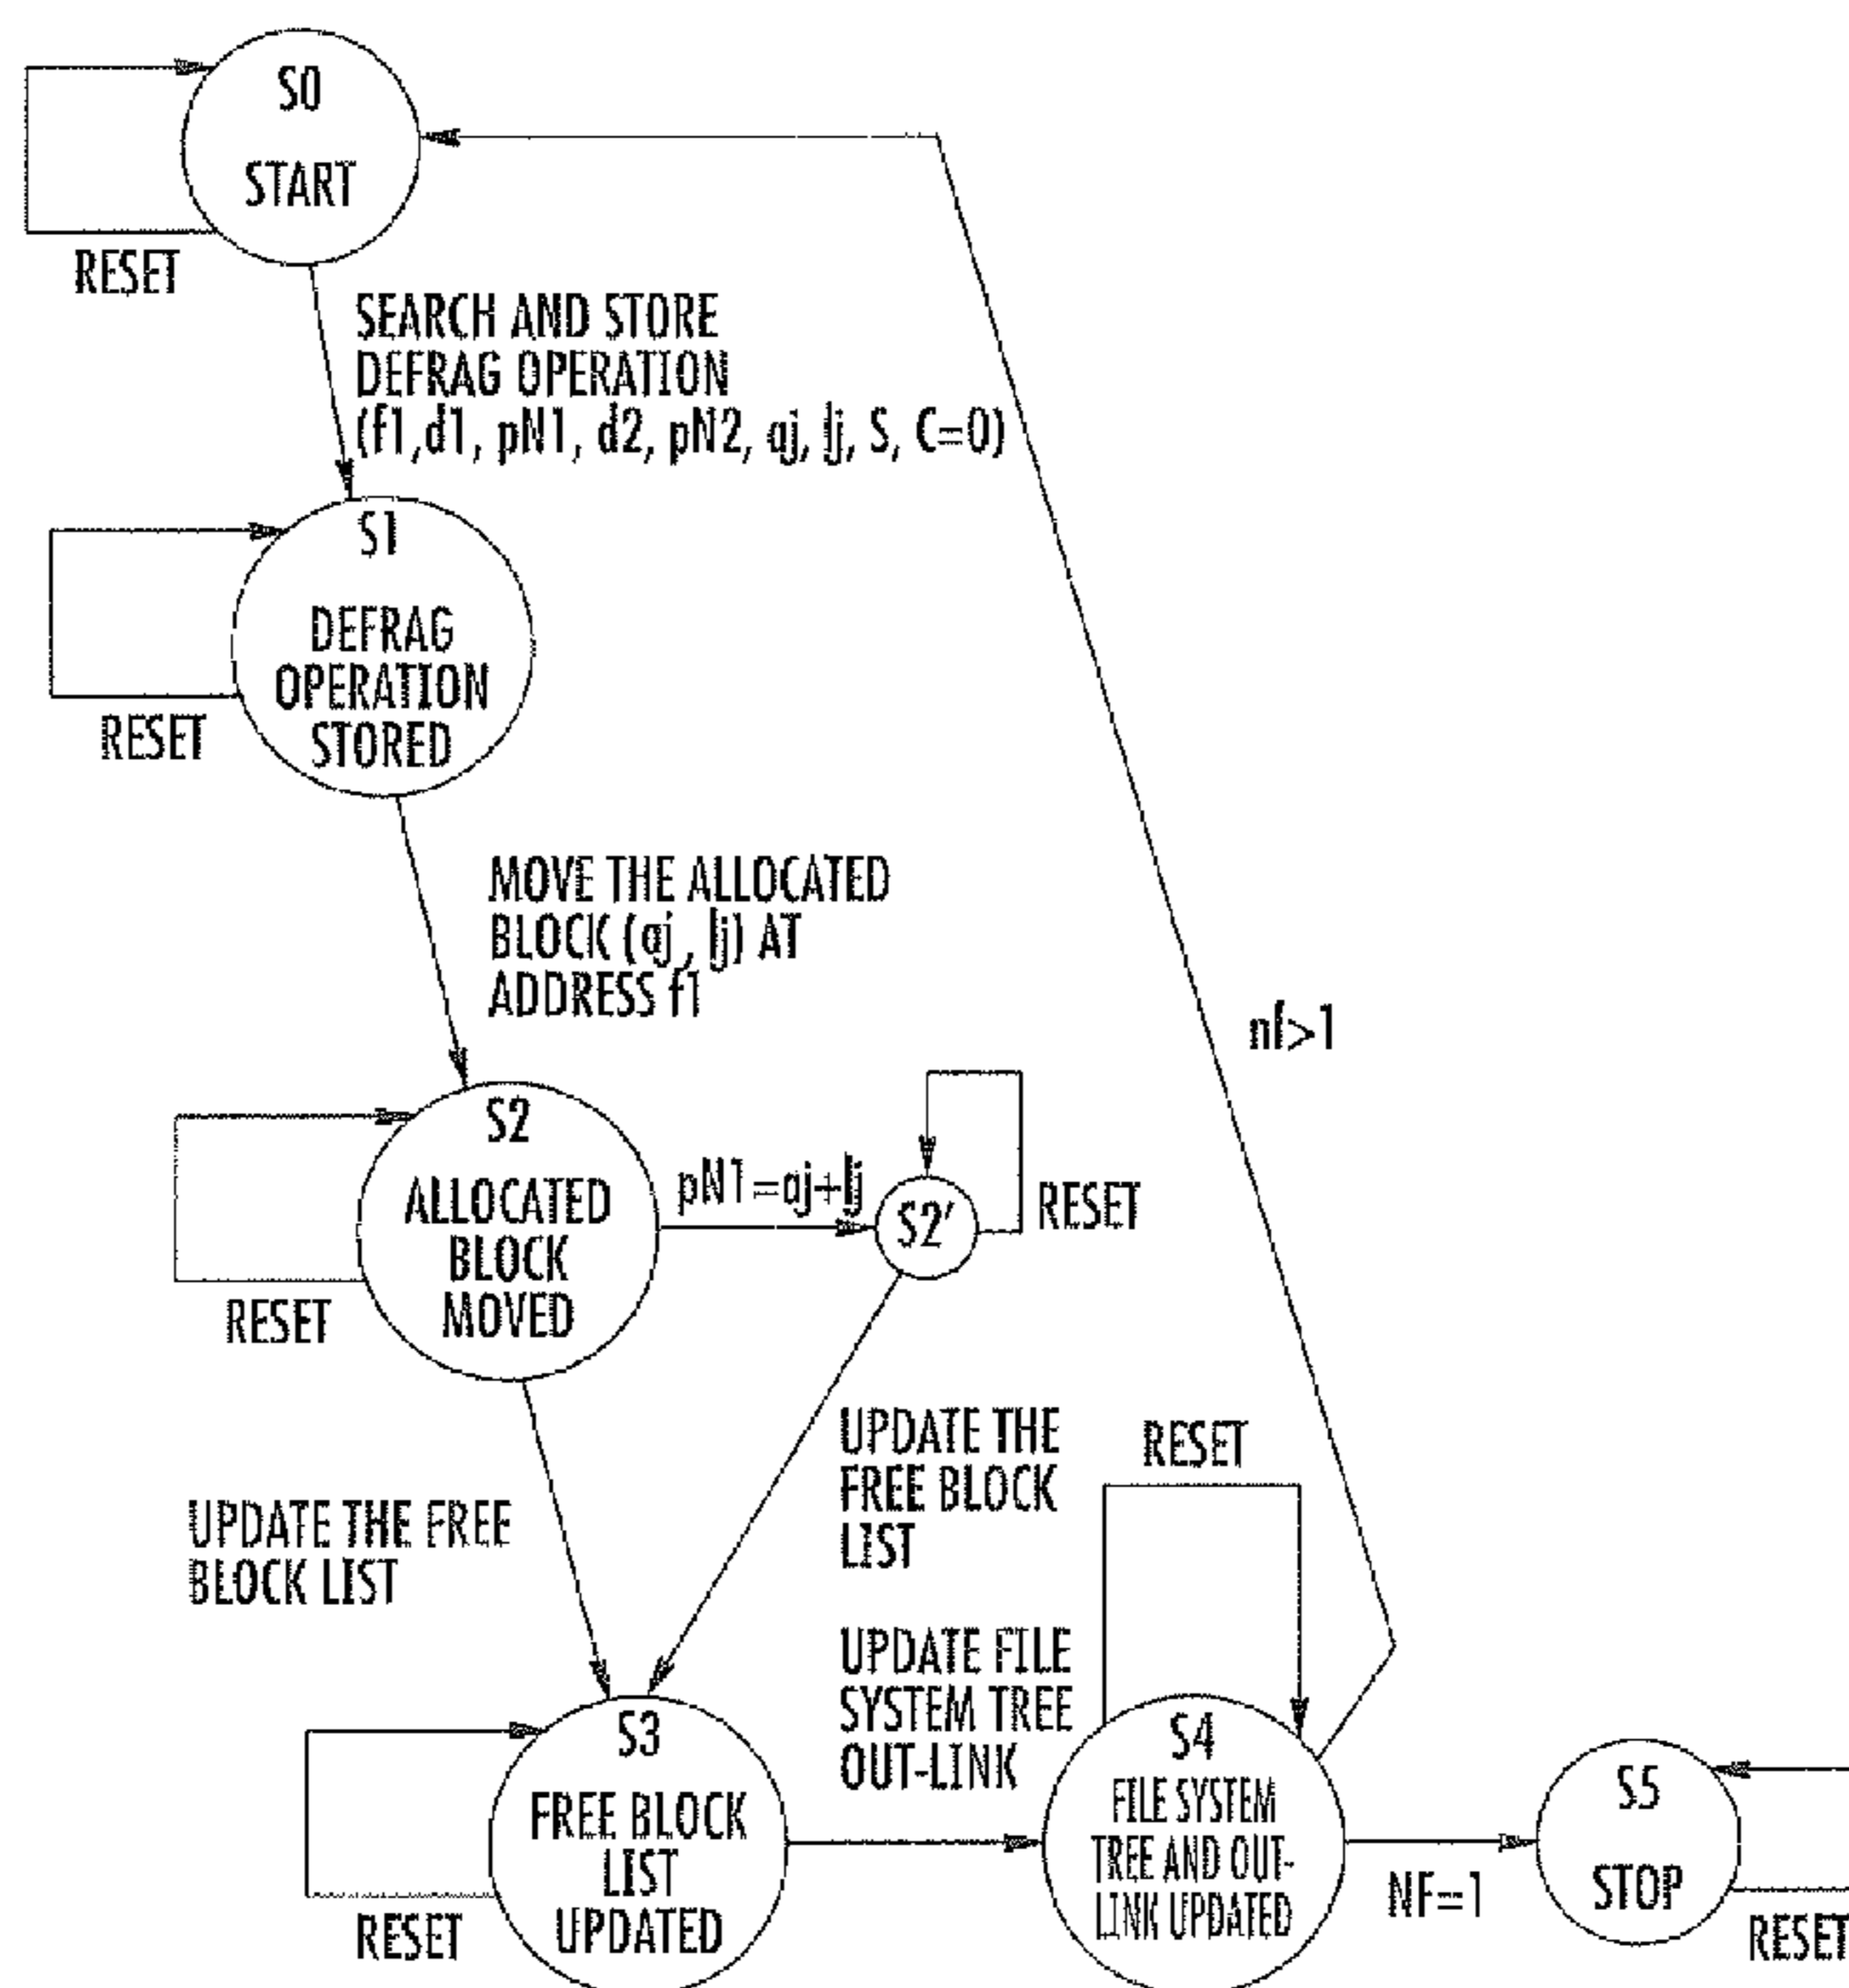 S0
START
RESET
SEARCH AND STORE
DEFRAG OPERATION
(f1,d1, pN1, d2, pN2, aj, lj, S, C=0)
S1
DEFRAG
OPERATION
STORED
RESET
MOVE THE ALLOCATED
BLOCK (aj, lj) AT
ADDRESS f1
nf>1
S2
ALLOCATED
BLOCK
MOVED
RESET
pN1=aj+lj
S2'
RESET
UPDATE THE FREE
BLOCK LIST
UPDATE THE
FREE BLOCK
LIST
RESET
UPDATE FILE
SYSTEM TREE
OUT-LINK
S3
FREE BLOCK
LIST
UPDATED
RESET
S4
FILE SYSTEM
TREE AND OUT-
LINK UPDATED
NF=1
S5
STOP
RESET